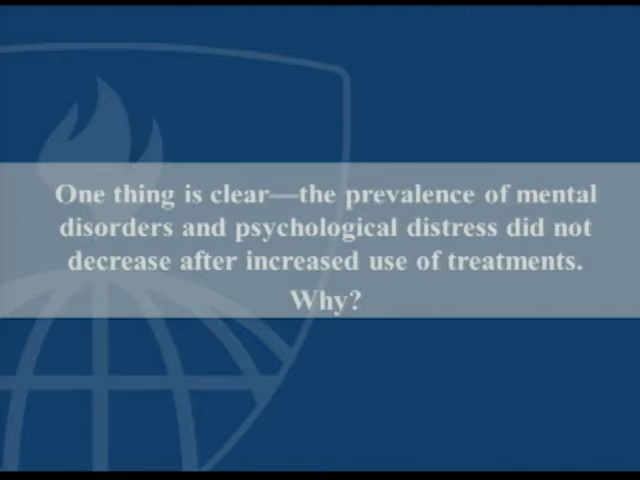 One thing is clear—the prevalence of mental
disorders and psychological distress did not
decrease after increased use of treatments.
Why?